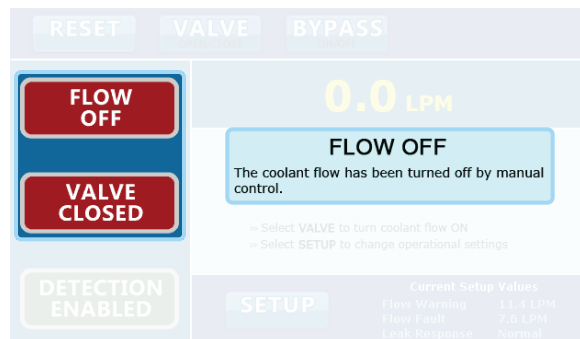 RESET VALVE BYPASS
FLOW
OFF
0.0 LPM
FLOW OFF
The coolant flow has been turned off by manual
control.
VALVE
CLOSED
» Select VALVE to turn coolant flow ON
» Select SETUP to change operational settings
DETECTION
ENABLED
SETUP
Current Setup Values
Flow Warning 11.4 LPM
Flow Fault 7.6 LPM
Leak Response Normal